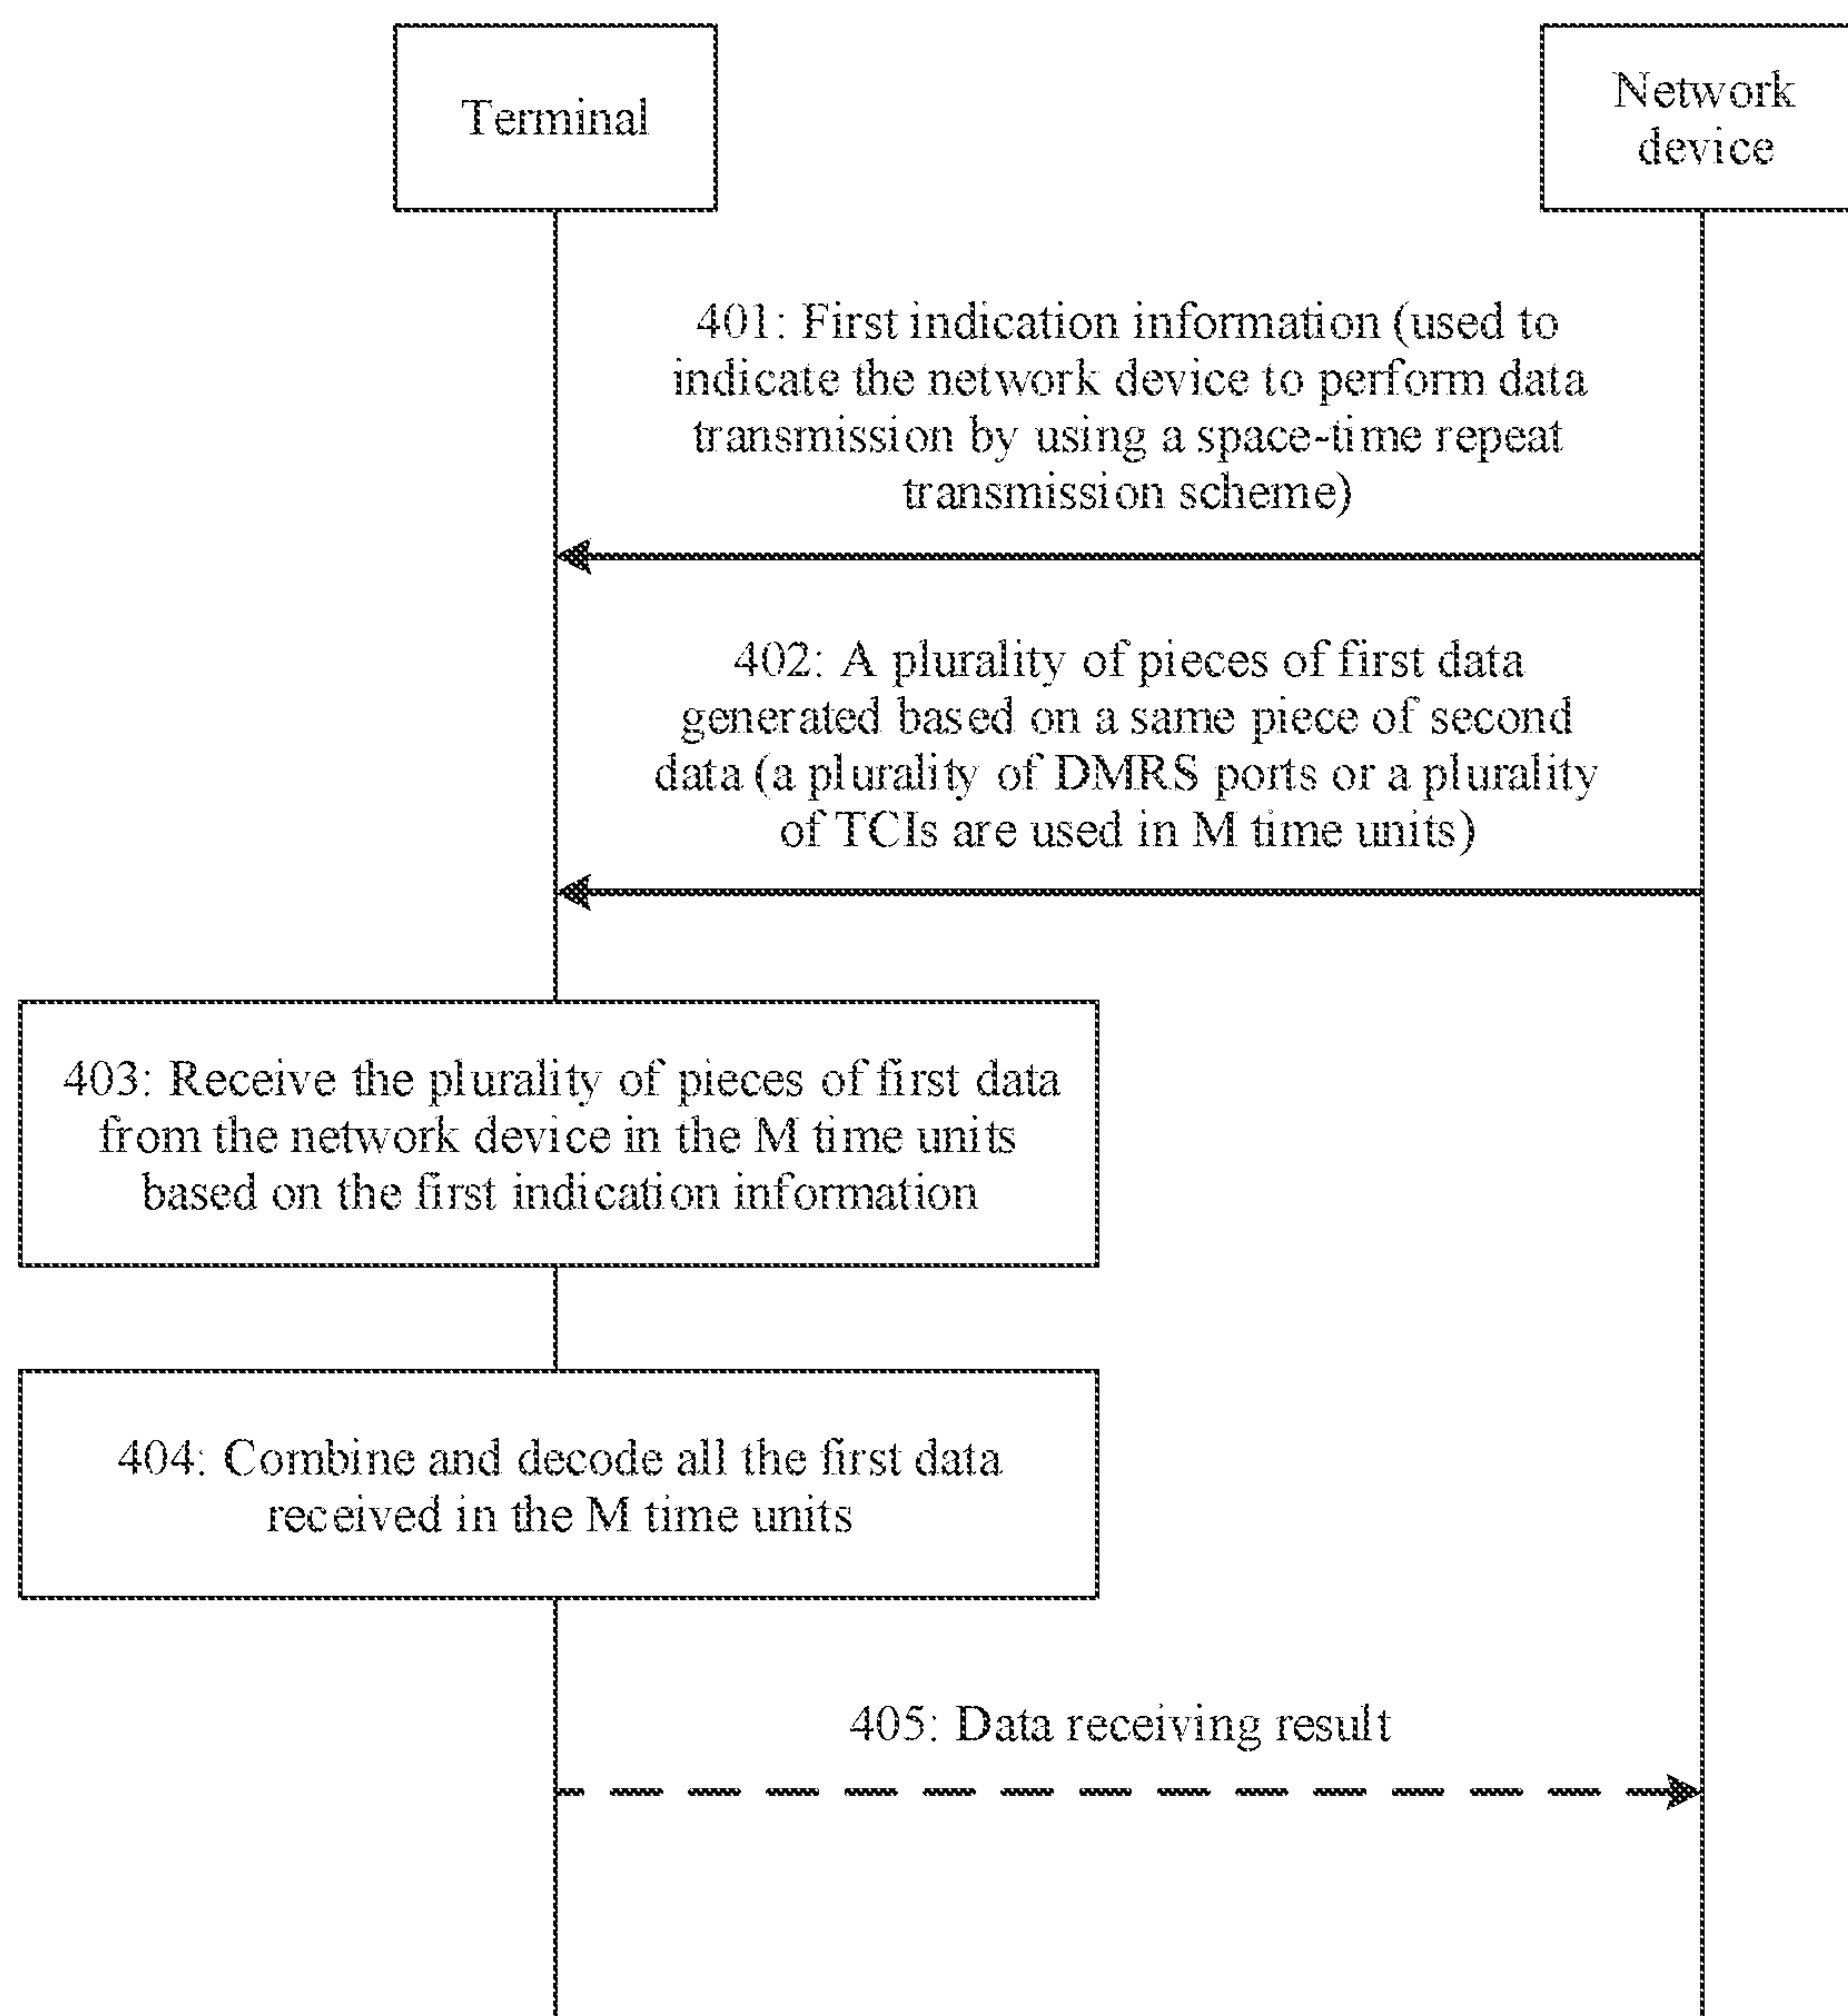 Terminal
Network
device
401: First indication information (used to
indicate the network device to perform data
transmission by using a space-time repeat
transmission scheme)
402: A plurality of pieces of first data
generated based on a same piece of second
data (a plurality of DMRS ports or a plurality
of TCIs are used in M time units)
403: Receive the plurality of pieces of first data
from the network device in the M time units
based on the first indication information
404: Combine and decode all the first data
received in the M time units
405: Data receiving result